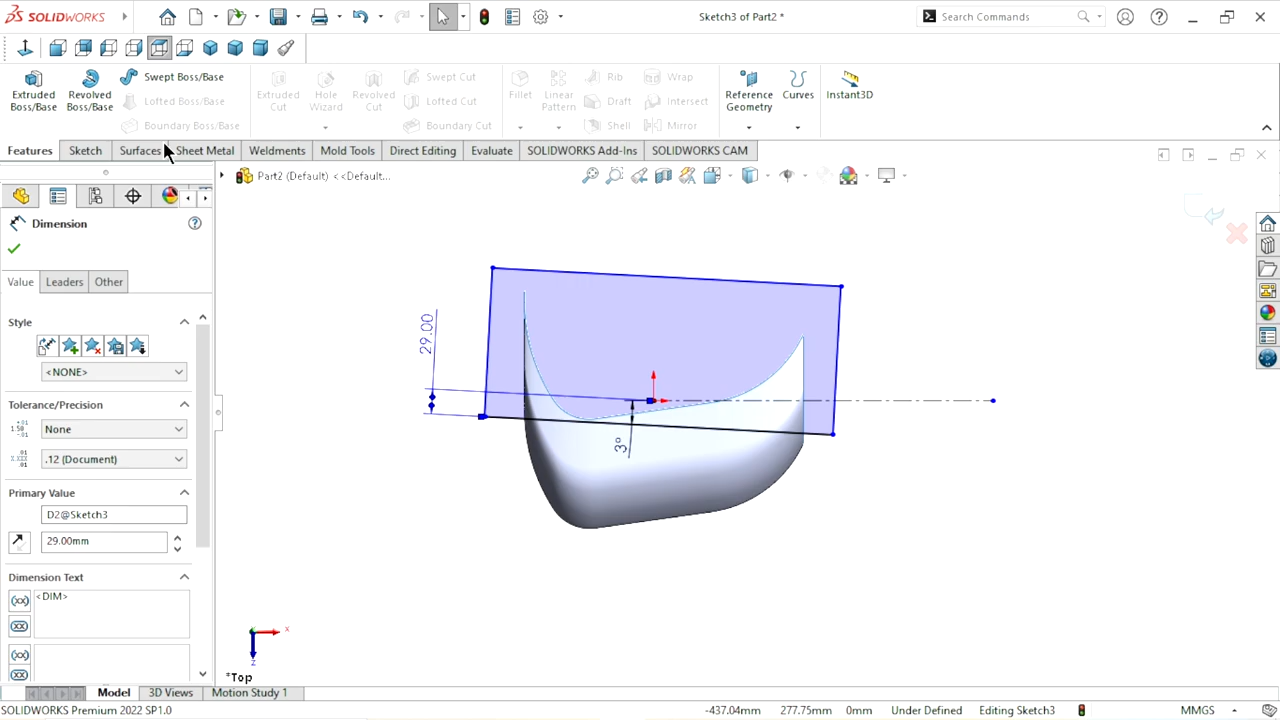 SOLIDWORKS
Sketch3 of Part2 *
Search Commands
Extruded Boss/Base
Revolved Boss/Base
Swept Boss/Base
Lofted Boss/Base
Boundary Boss/Base
Extruded Cut
Hole Wizard
Revolved Cut
Swept Cut
Lofted Cut
Boundary Cut
Fillet
Linear Pattern
Rib
Draft
Shell
Wrap
Intersect
Mirror
Reference Geometry
Curves
Instant3D
Features
Sketch
Surfaces
Sheet Metal
Weldments
Mold Tools
Direct Editing
Evaluate
SOLIDWORKS Add-Ins
SOLIDWORKS CAM
Part2 (Default) <<Default...
Dimension
Value
Leaders
Other
Style
<NONE>
Tolerance/Precision
None
.12 (Document)
Primary Value
D2@Sketch3
29.00mm
Dimension Text
<DIM>
29.00
3°
x
z
*Top
Model
3D Views
Motion Study 1
SOLIDWORKS Premium 2022 SP1.0
-437.04mm
277.75mm
0mm
Under Defined
Editing Sketch3
MMGS